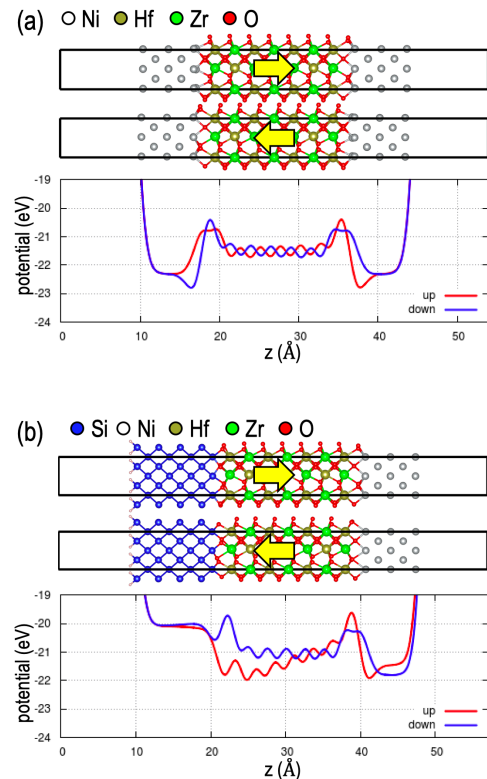 (a)
Ni Hf Zr O
-19
-20
-21
-22
-23
-24
potential (eV)
up
down
0 10 20 30 40 50
z (Å)
(b)
Si Ni Hf Zr O
-19
-20
-21
-22
-23
-24
potential (eV)
up
down
0 10 20 30 40 50
z (Å)